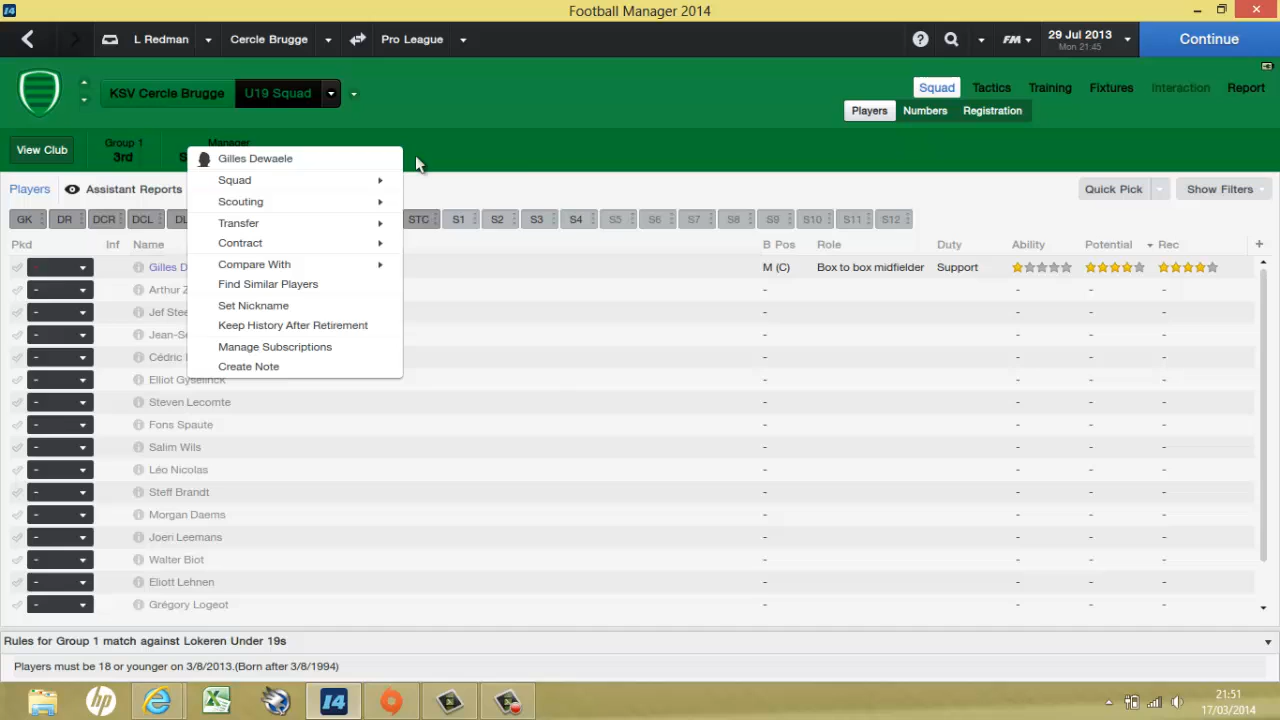 Football Manager 2014
L Redman Cercle Brugge Pro League
29 Jul 2013
Mon 21:45
FM
Continue
KSV Cercle Brugge U19 Squad
Squad Tactics Training Fixtures Interaction Report
Players Numbers Registration
View Club
Group 1
3rd
Manager
S
Gilles Dewaele
Squad
Scouting
Transfer
Contract
Compare With
Find Similar Players
Set Nickname
Keep History After Retirement
Manage Subscriptions
Create Note
Players Assistant Reports
Quick Pick Show Filters
GK DR DCR DCL DL STC S1 S2 S3 S4 S5 S6 S7 S8 S9 S10 S11 S12
Pkd Inf Name B Pos Role Duty Ability Potential Rec +
- Gilles D M (C) Box to box midfielder Support
- Arthur Z - - - -
- Jef Stee - - - -
- Jean-Se - - - -
- Cédric - - - -
- Elliot Gyselinck - - - -
- Steven Lecomte - - - -
- Fons Spaute - - - -
- Salim Wils - - - -
- Léo Nicolas - - - -
- Steff Brandt - - - -
- Morgan Daems - - - -
- Joeri Leemans - - - -
- Walter Biot - - - -
- Eliott Lehnen - - - -
- Grégory Logeot - - - -
Rules for Group 1 match against Lokeren Under 19s
Players must be 18 or younger on 3/8/2013.(Born after 3/8/1994)
hp
14
21:51
17/03/2014